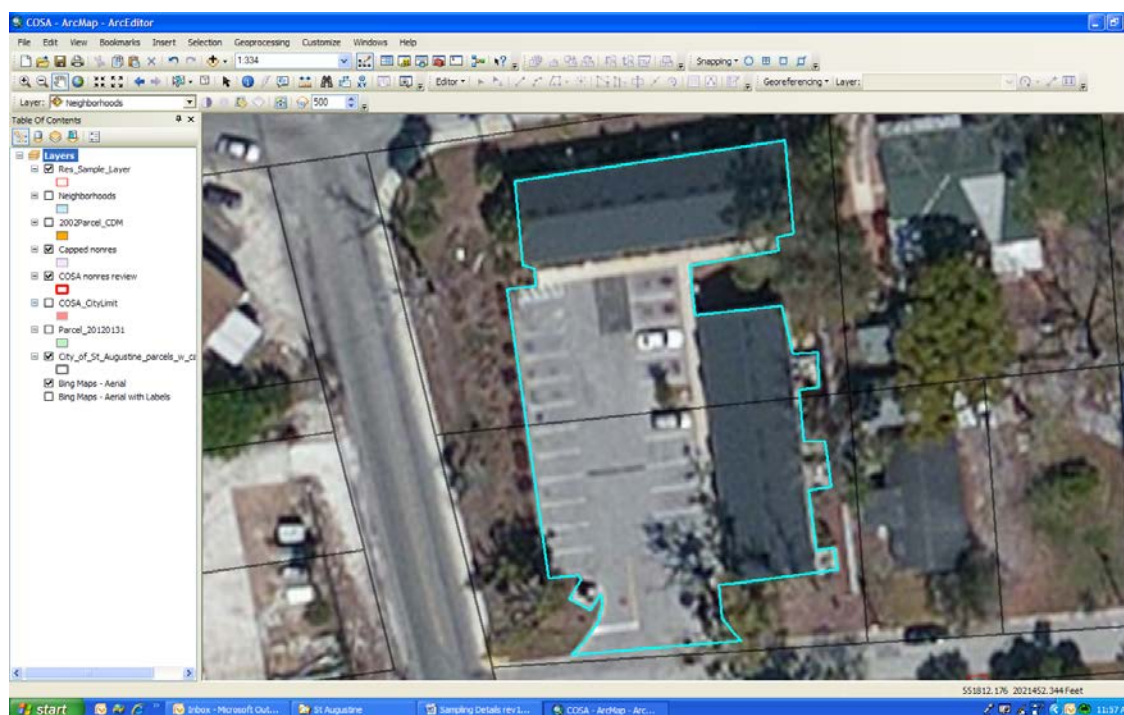 COSA - ArcMap - ArcEditor
File Edit View Bookmarks Insert Selection Geoprocessing Customize Windows Help
1:334
Snapping
Editor
Georeferencing Layer:
Layer: Neighborhoods
500
Table Of Contents
Layers
Res_Sample_Layer
Neighborhoods
2002Parcel_CDM
Capped nonres
COSA nonres review
COSA_CityLimit
Parcel_20120131
City_of_St_Augustine_parcels_w_ca
Bing Maps - Aerial
Bing Maps - Aerial with Labels
551812.176 2021452.344 Feet
start
Inbox - Microsoft Out...
St Augustine
Sampling Details rev1...
COSA - ArcMap - Arc...
11:57 A